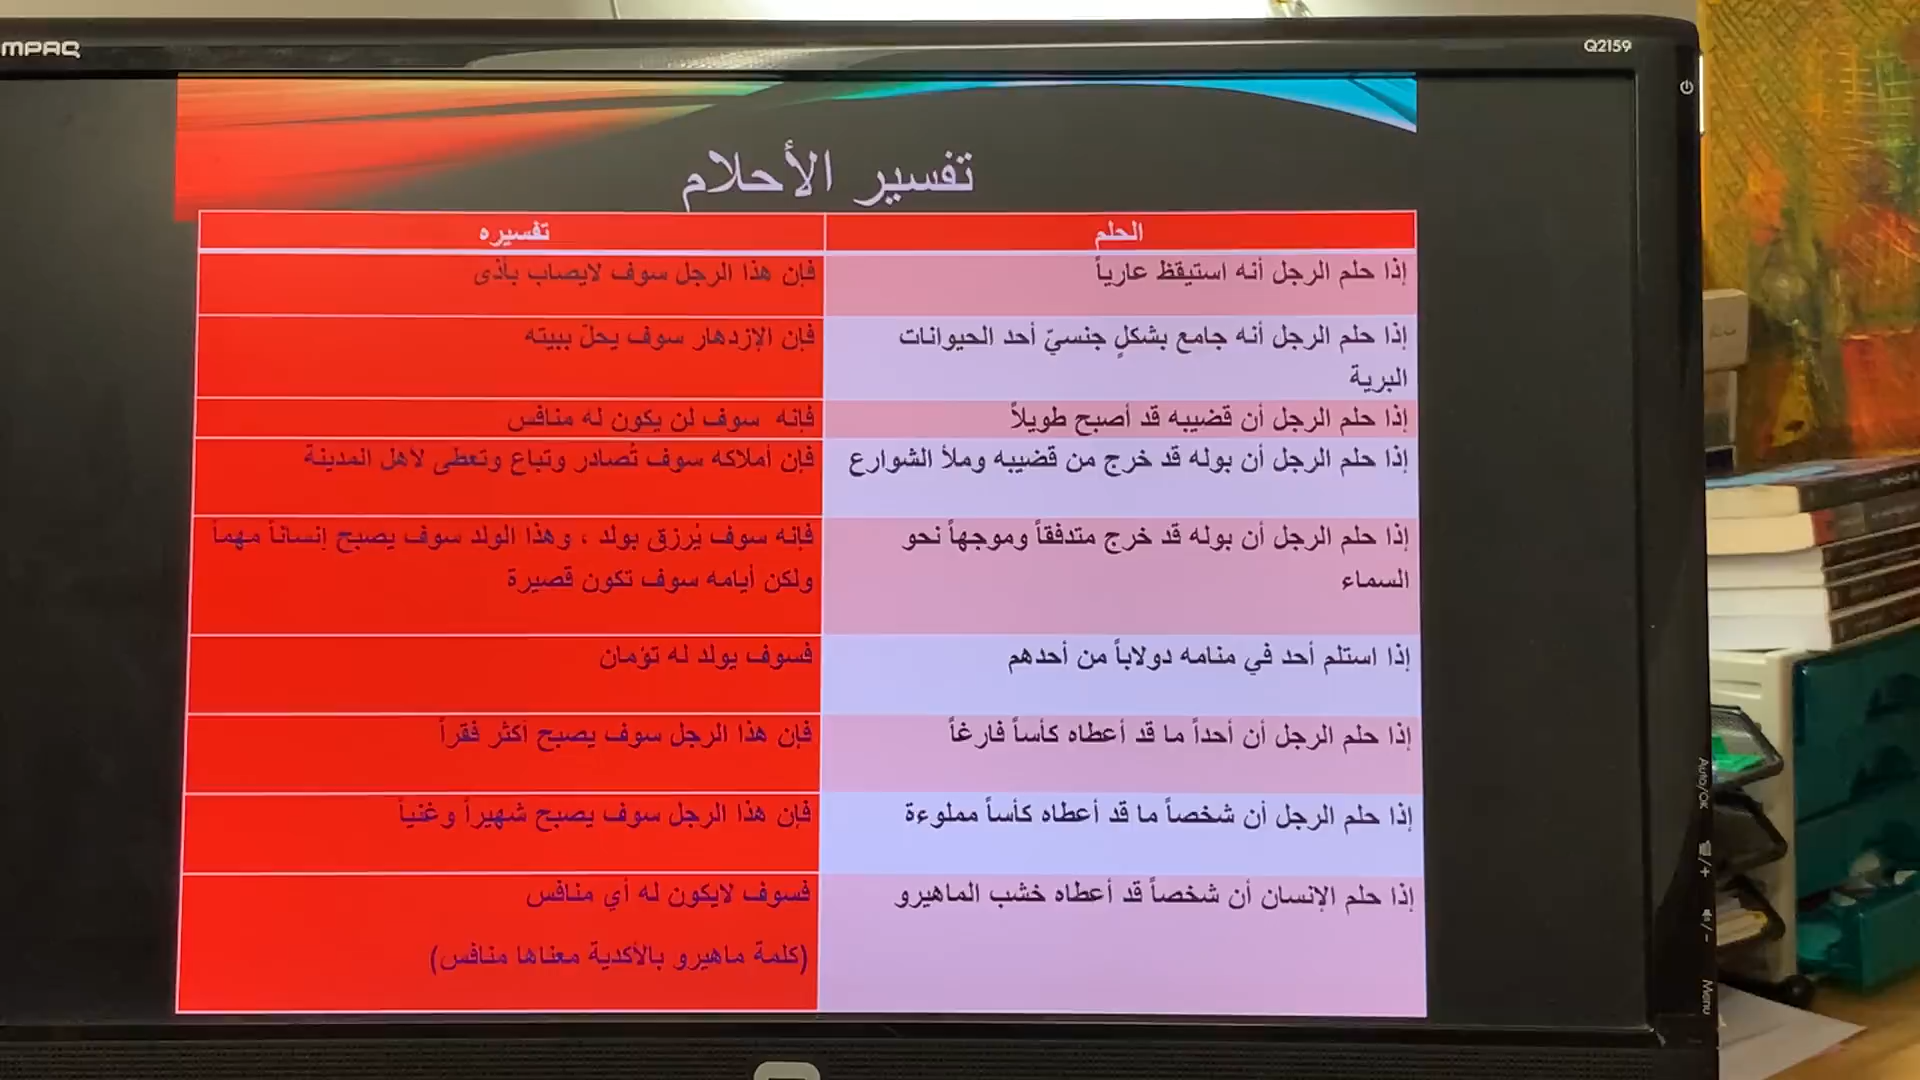 MPAQ
Q2159
تفسير الأحلام
الحلم
تفسيره
إذا حلم الرجل أنه استيقظ عارياً
فإن هذا الرجل سوف لايصاب بأذى
إذا حلم الرجل أنه جامع بشكلٍ جنسيّ أحد الحيوانات
البرية
فإن الإزدهار سوف يحلّ ببيته
إذا حلم الرجل أن قضيبه قد أصبح طويلاً
فإنه سوف لن يكون له منافس
إذا حلم الرجل أن بوله قد خرج من قضيبه وملأ الشوارع
فإن أملاكه سوف تُصادر وتباع وتعطى لأهل المدينة
إذا حلم الرجل أن بوله قد خرج متدفقاً وموجهاً نحو
السماء
فإنه سوف يُرزق بولد ، وهذا الولد سوف يصبح إنساناً مهماً
ولكن أيامه سوف تكون قصيرة
إذا استلم أحد في منامه دولاباً من أحدهم
فسوف يولد له تؤمان
إذا حلم الرجل أن أحداً ما قد أعطاه كأساً فارغاً
فإن هذا الرجل سوف يصبح أكثر فقراً
إذا حلم الرجل أن شخصاً ما قد أعطاه كأساً مملوءة
فإن هذا الرجل سوف يصبح شهيراً وغنياً
إذا حلم الإنسان أن شخصاً قد أعطاه خشب الماهيرو
فسوف لايكون له أي منافس
(كلمة ماهيرو بالأكدية معناها منافس)
Auto/OK
Menu